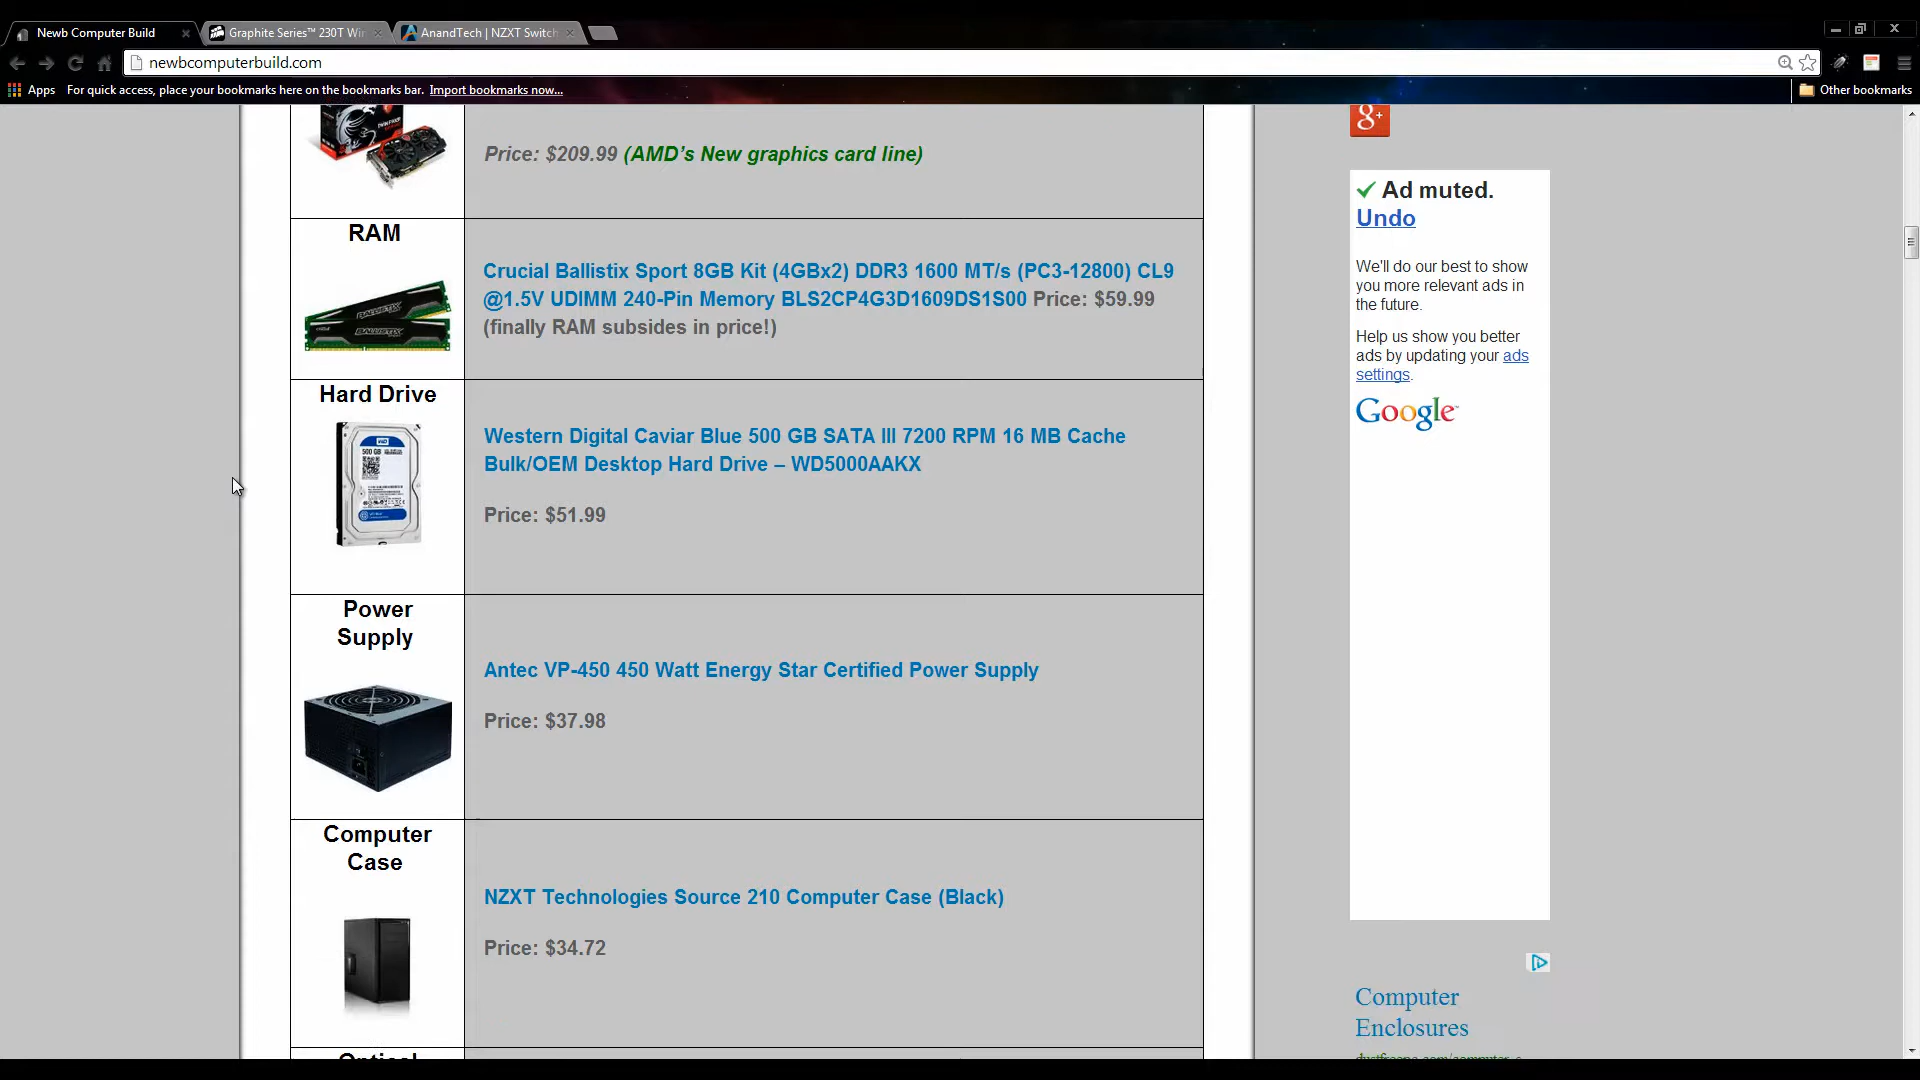 Newb Computer Build
Graphite Series™ 230T Win
AnandTech | NZXT Switch
newbcomputerbuild.com
Apps
For quick access, place your bookmarks here on the bookmarks bar. Import bookmarks now...
Other bookmarks
Price: $209.99 (AMD’s New graphics card line)
RAM
Crucial Ballistix Sport 8GB Kit (4GBx2) DDR3 1600 MT/s (PC3-12800) CL9
@1.5V UDIMM 240-Pin Memory BLS2CP4G3D1609DS1S00 Price: $59.99
(finally RAM subsides in price!)
BALLISTIX
BALLISTIX
Hard Drive
WD
500 GB
Western Digital Caviar Blue 500 GB SATA III 7200 RPM 16 MB Cache
Bulk/OEM Desktop Hard Drive – WD5000AAKX
Price: $51.99
Power
Supply
Antec VP-450 450 Watt Energy Star Certified Power Supply
Price: $37.98
Computer
Case
NZXT Technologies Source 210 Computer Case (Black)
Price: $34.72
g+
Ad muted.
Undo
We'll do our best to show
you more relevant ads in
the future.
Help us show you better
ads by updating your ads
settings.
Google™
Computer
Enclosures